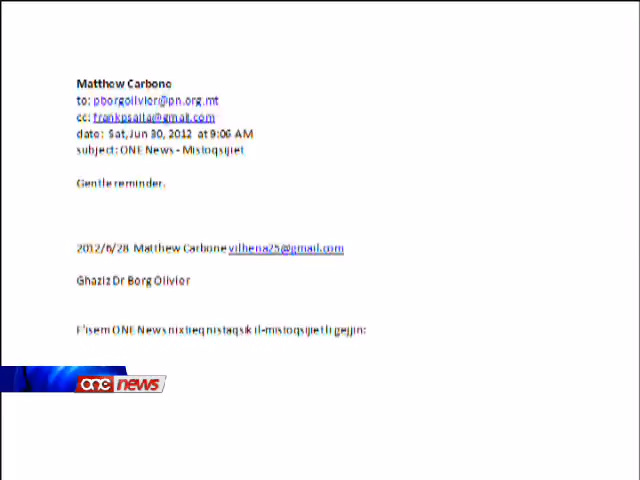 Matthew Carbone
to: pborgolivier@pn.org.mt
cc: frankpsaila@gmail.com
date: Sat, Jun 30, 2012 at 9:06 AM
subject: ONE News - Mistoqsijiet
Gentle reminder.
2012/6/28 Matthew Carbone vilhena25@gmail.com
Ghaziz Dr Borg Olivier
F'isem ONE News nixtieq nistaqsik il-mistoqsijiet li gejjin:
one news